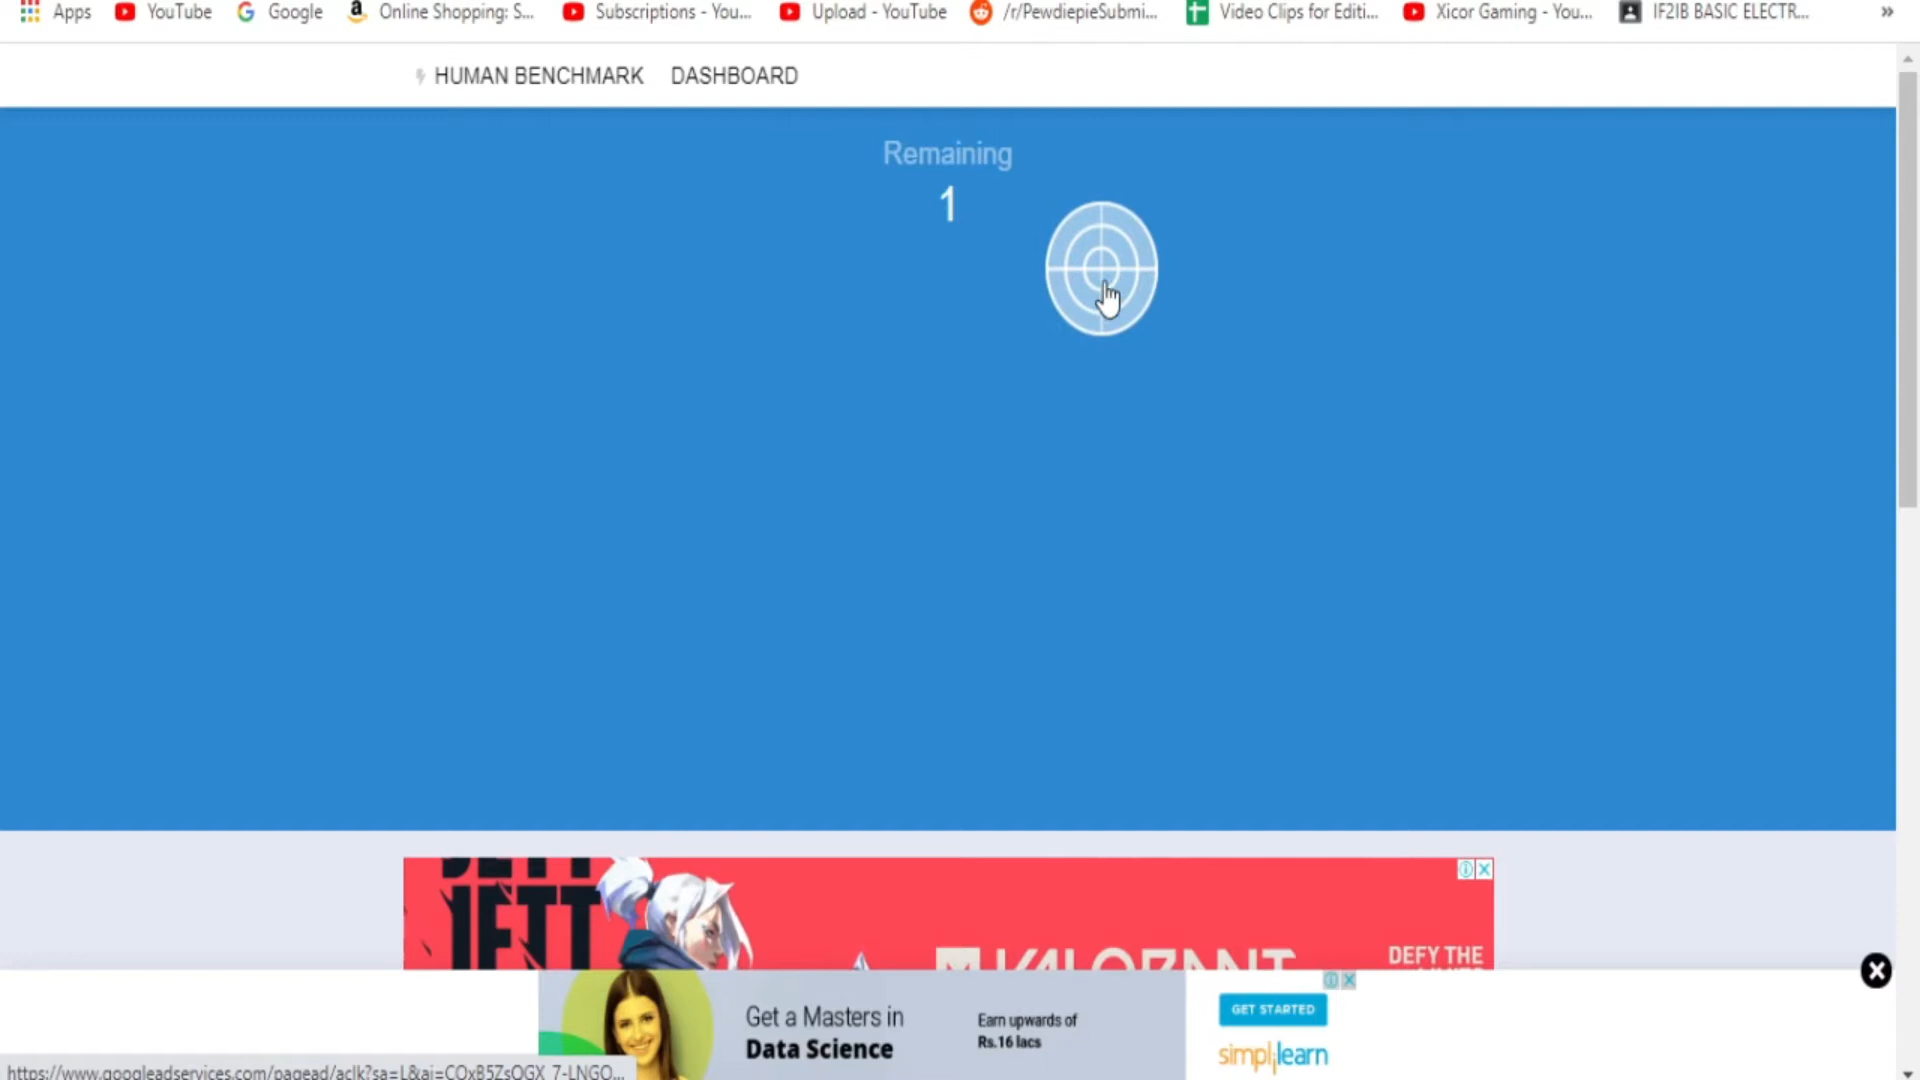 Apps YouTube Google Online Shopping: S... Subscriptions - You... Upload - YouTube /r/PewdiepieSubmi... Video Clips for Editi... Xicor Gaming - You... IF2IB BASIC ELECTR... »
HUMAN BENCHMARK DASHBOARD
Remaining
1
JETT
VALORANT
DEFY THE
Get a Masters in
Data Science
Earn upwards of
Rs.16 lacs
GET STARTED
simplilearn